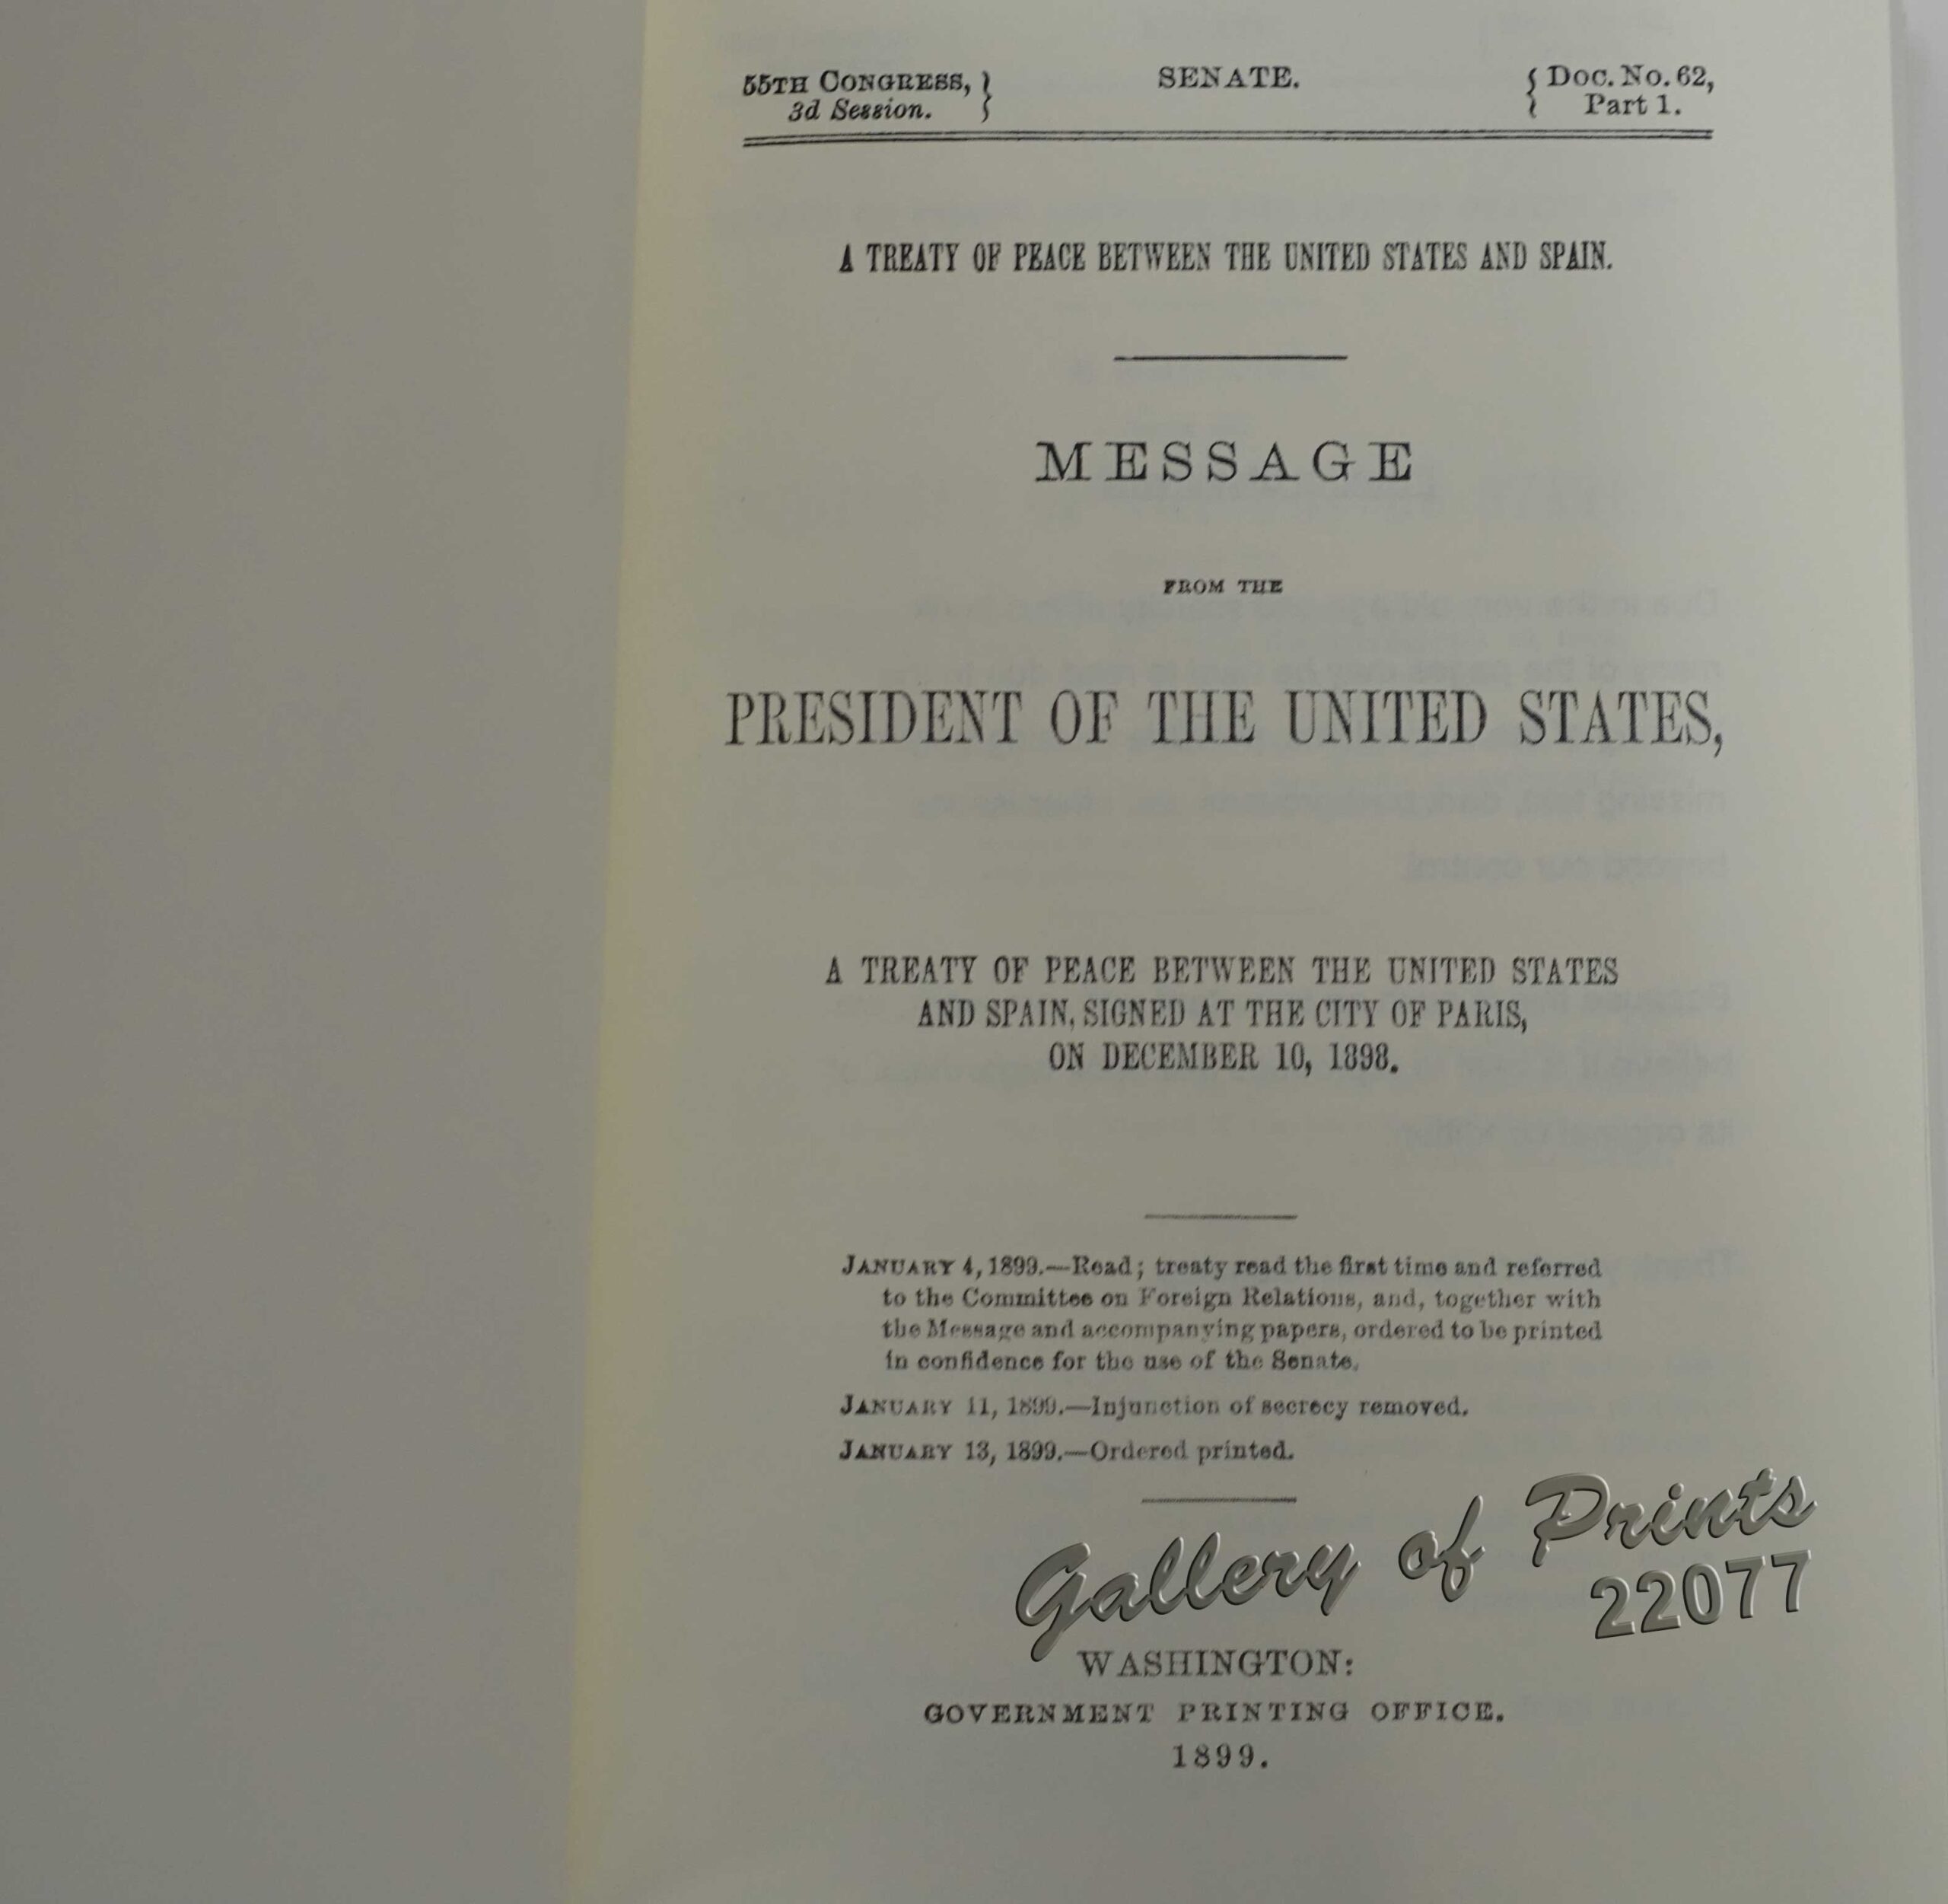 55TH CONGRESS, } SENATE. { Doc. No. 62,
3d Session. Part 1.
A TREATY OF PEACE BETWEEN THE UNITED STATES AND SPAIN.
MESSAGE
FROM THE
PRESIDENT OF THE UNITED STATES,
A TREATY OF PEACE BETWEEN THE UNITED STATES
AND SPAIN, SIGNED AT THE CITY OF PARIS,
ON DECEMBER 10, 1898.
JANUARY 4, 1899.—Read; treaty read the first time and referred
to the Committee on Foreign Relations, and, together with
the Message and accompanying papers, ordered to be printed
in confidence for the use of the Senate.
JANUARY 11, 1899.—Injunction of secrecy removed.
JANUARY 13, 1899.—Ordered printed.
Gallery of Prints
22077
WASHINGTON:
GOVERNMENT PRINTING OFFICE.
1899.